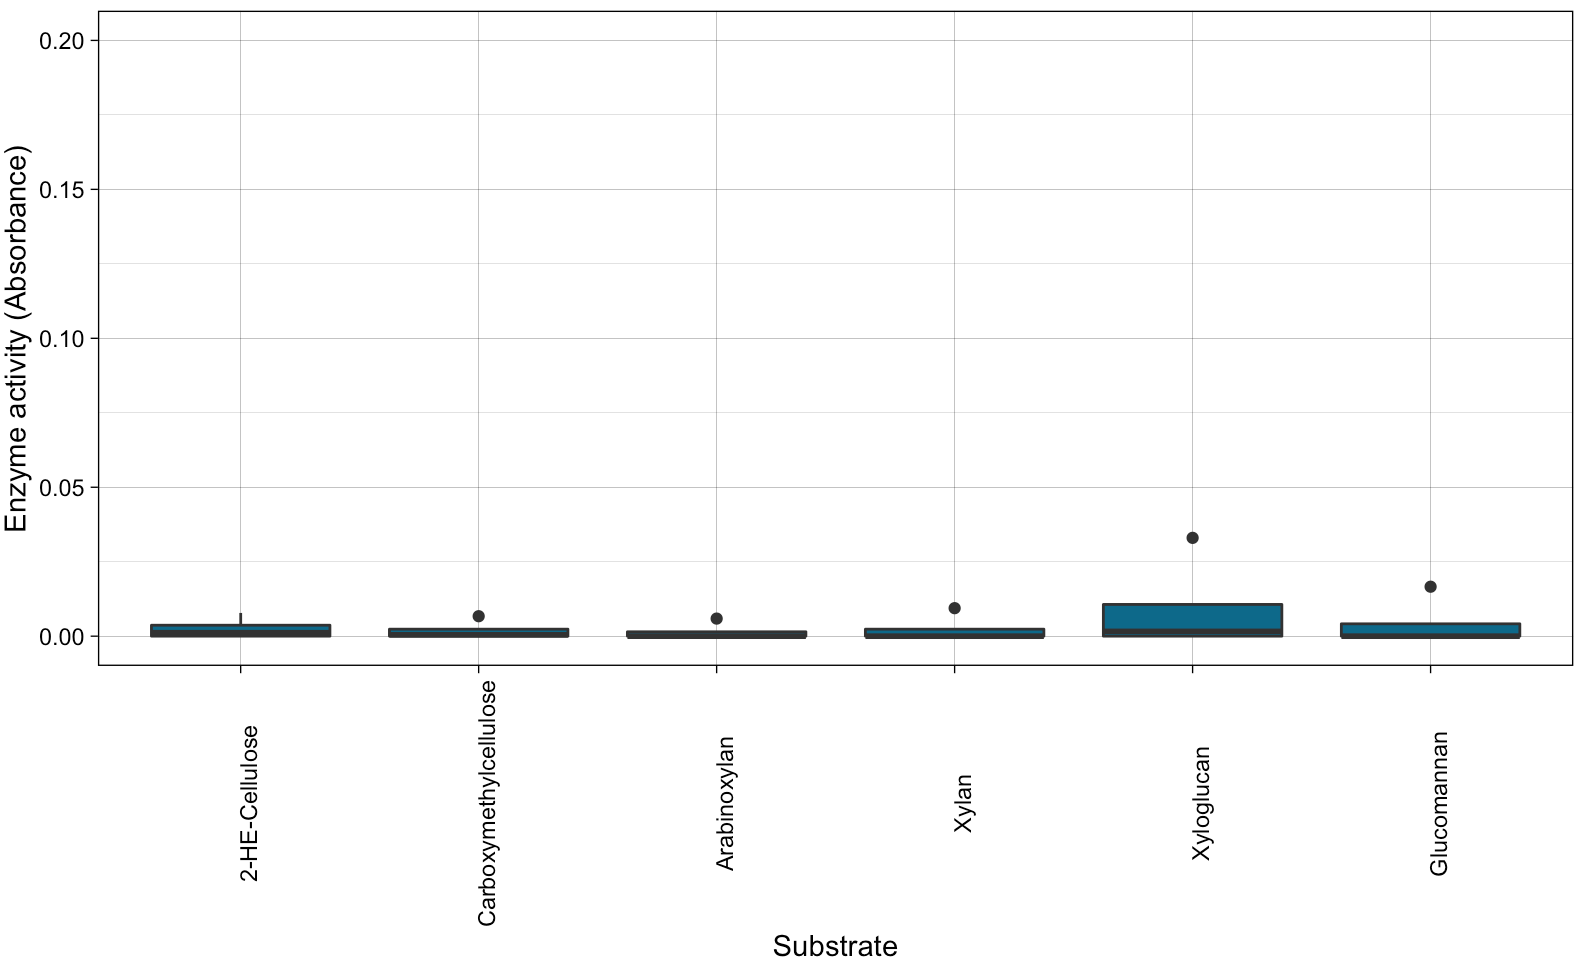 Enzyme activity (Absorbance)
0.20
0.15
0.10
0.05
0.00
2-HE-Cellulose
Carboxymethylcellulose
Arabinoxylan
Xylan
Xyloglucan
Glucomannan
Substrate